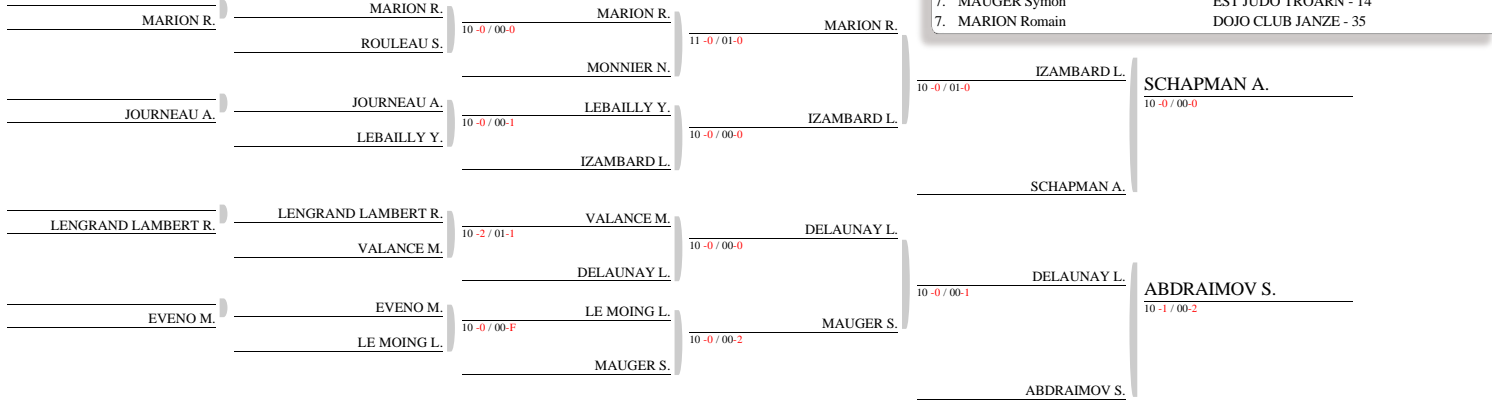 7. MAUGER Symon EST JUDO TROARN - 14
7. MARION Romain DOJO CLUB JANZE - 35
MARION R.
MARION R.
ROULEAU S.
MARION R.
10 -0 / 00-0
MONNIER N.
MARION R.
11 -0 / 01-0
IZAMBARD L.
10 -0 / 01-0
SCHAPMAN A.
10 -0 / 00-0
JOURNEAU A.
JOURNEAU A.
LEBAILLY Y.
LEBAILLY Y.
10 -0 / 00-1
IZAMBARD L.
IZAMBARD L.
10 -0 / 00-0
SCHAPMAN A.
LENGRAND LAMBERT R.
LENGRAND LAMBERT R.
VALANCE M.
VALANCE M.
10 -2 / 01-1
DELAUNAY L.
DELAUNAY L.
10 -0 / 00-0
DELAUNAY L.
10 -0 / 00-1
ABDRAIMOV S.
10 -1 / 00-2
EVENO M.
EVENO M.
LE MOING L.
LE MOING L.
10 -0 / 00-F
MAUGER S.
MAUGER S.
10 -0 / 00-2
ABDRAIMOV S.